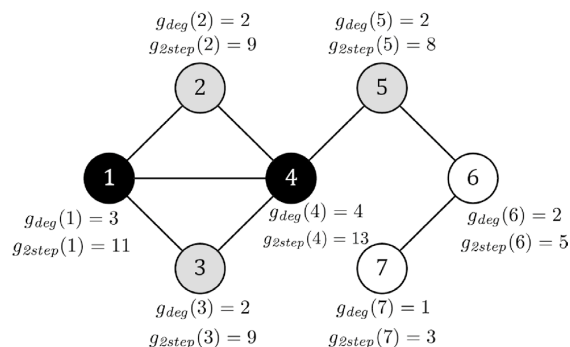 g_deg(2) = 2
g_2step(2) = 9
g_deg(5) = 2
g_2step(5) = 8
2
5
1
4
6
g_deg(1) = 3
g_2step(1) = 11
g_deg(4) = 4
g_2step(4) = 13
g_deg(6) = 2
g_2step(6) = 5
3
7
g_deg(3) = 2
g_2step(3) = 9
g_deg(7) = 1
g_2step(7) = 3